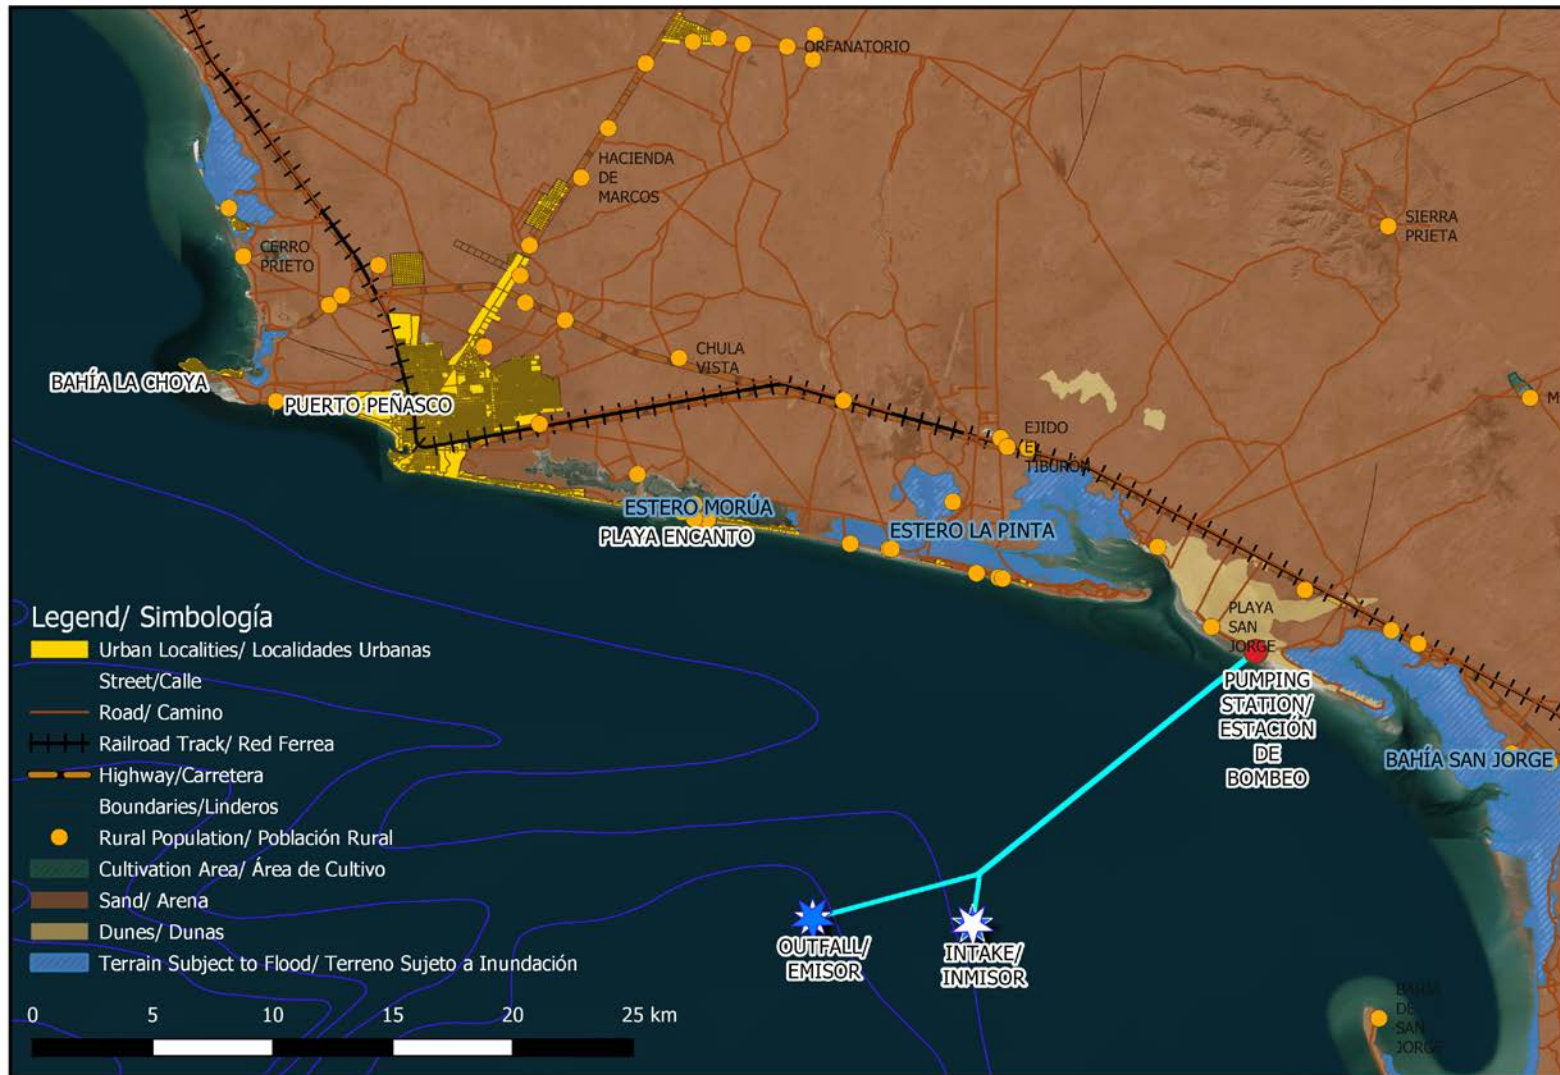 ORFANATORIO
HACIENDA
DE
MARCOS
SIERRA
PRIETA
CERRO
PRIETO
CHULA
VISTA
BAHÍA LA CHOYA
PUERTO PEÑASCO
M
EJIDO
EL
TIBURON
ESTERO MORÚA
PLAYA ENCANTO
ESTERO LA PINTA
PLAYA
SAN
JORGE
PUMPING
STATION/
ESTACIÓN
DE
BOMBEO
BAHÍA SAN JORGE
OUTFALL/
EMISOR
INTAKE/
INMISOR
BAHIA
DE
SAN
JORGE
Legend/ Simbología
Urban Localities/ Localidades Urbanas
Street/Calle
Road/ Camino
Railroad Track/ Red Ferrea
Highway/Carretera
Boundaries/Linderos
Rural Population/ Población Rural
Cultivation Area/ Área de Cultivo
Sand/ Arena
Dunes/ Dunas
Terrain Subject to Flood/ Terreno Sujeto a Inundación
0 5 10 15 20 25 km